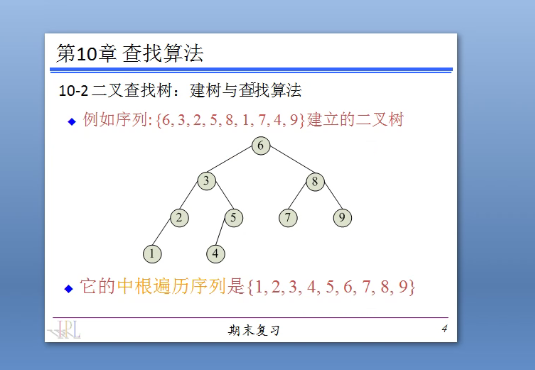 第10章 查找算法
10-2 二叉查找树：建树与查找算法
例如序列:{6, 3, 2, 5, 8, 1, 7, 4, 9}建立的二叉树
6
3 8
2 5 7 9
1 4
它的中根遍历序列是{1, 2, 3, 4, 5, 6, 7, 8, 9}
期末复习 4